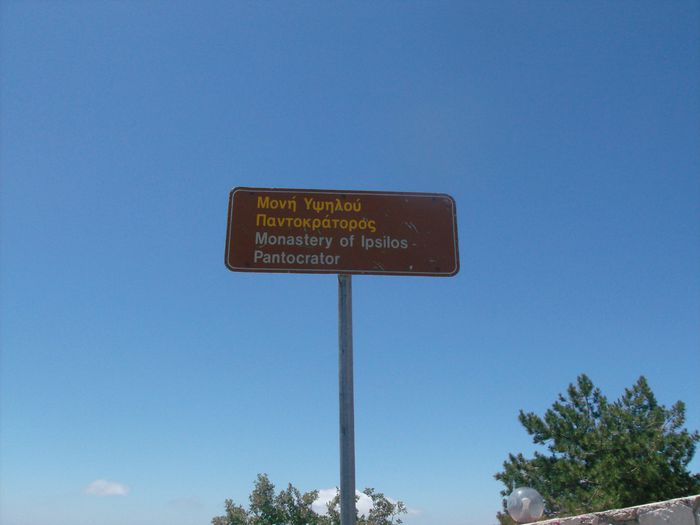 Μονή Υψηλού
Παντοκράτορος
Monastery of Ipsilos -
Pantocrator